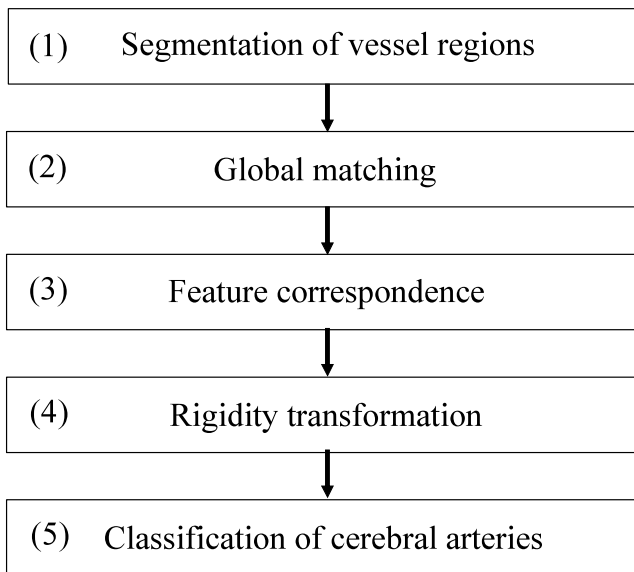 (1) Segmentation of vessel regions
(2) Global matching
(3) Feature correspondence
(4) Rigidity transformation
(5) Classification of cerebral arteries